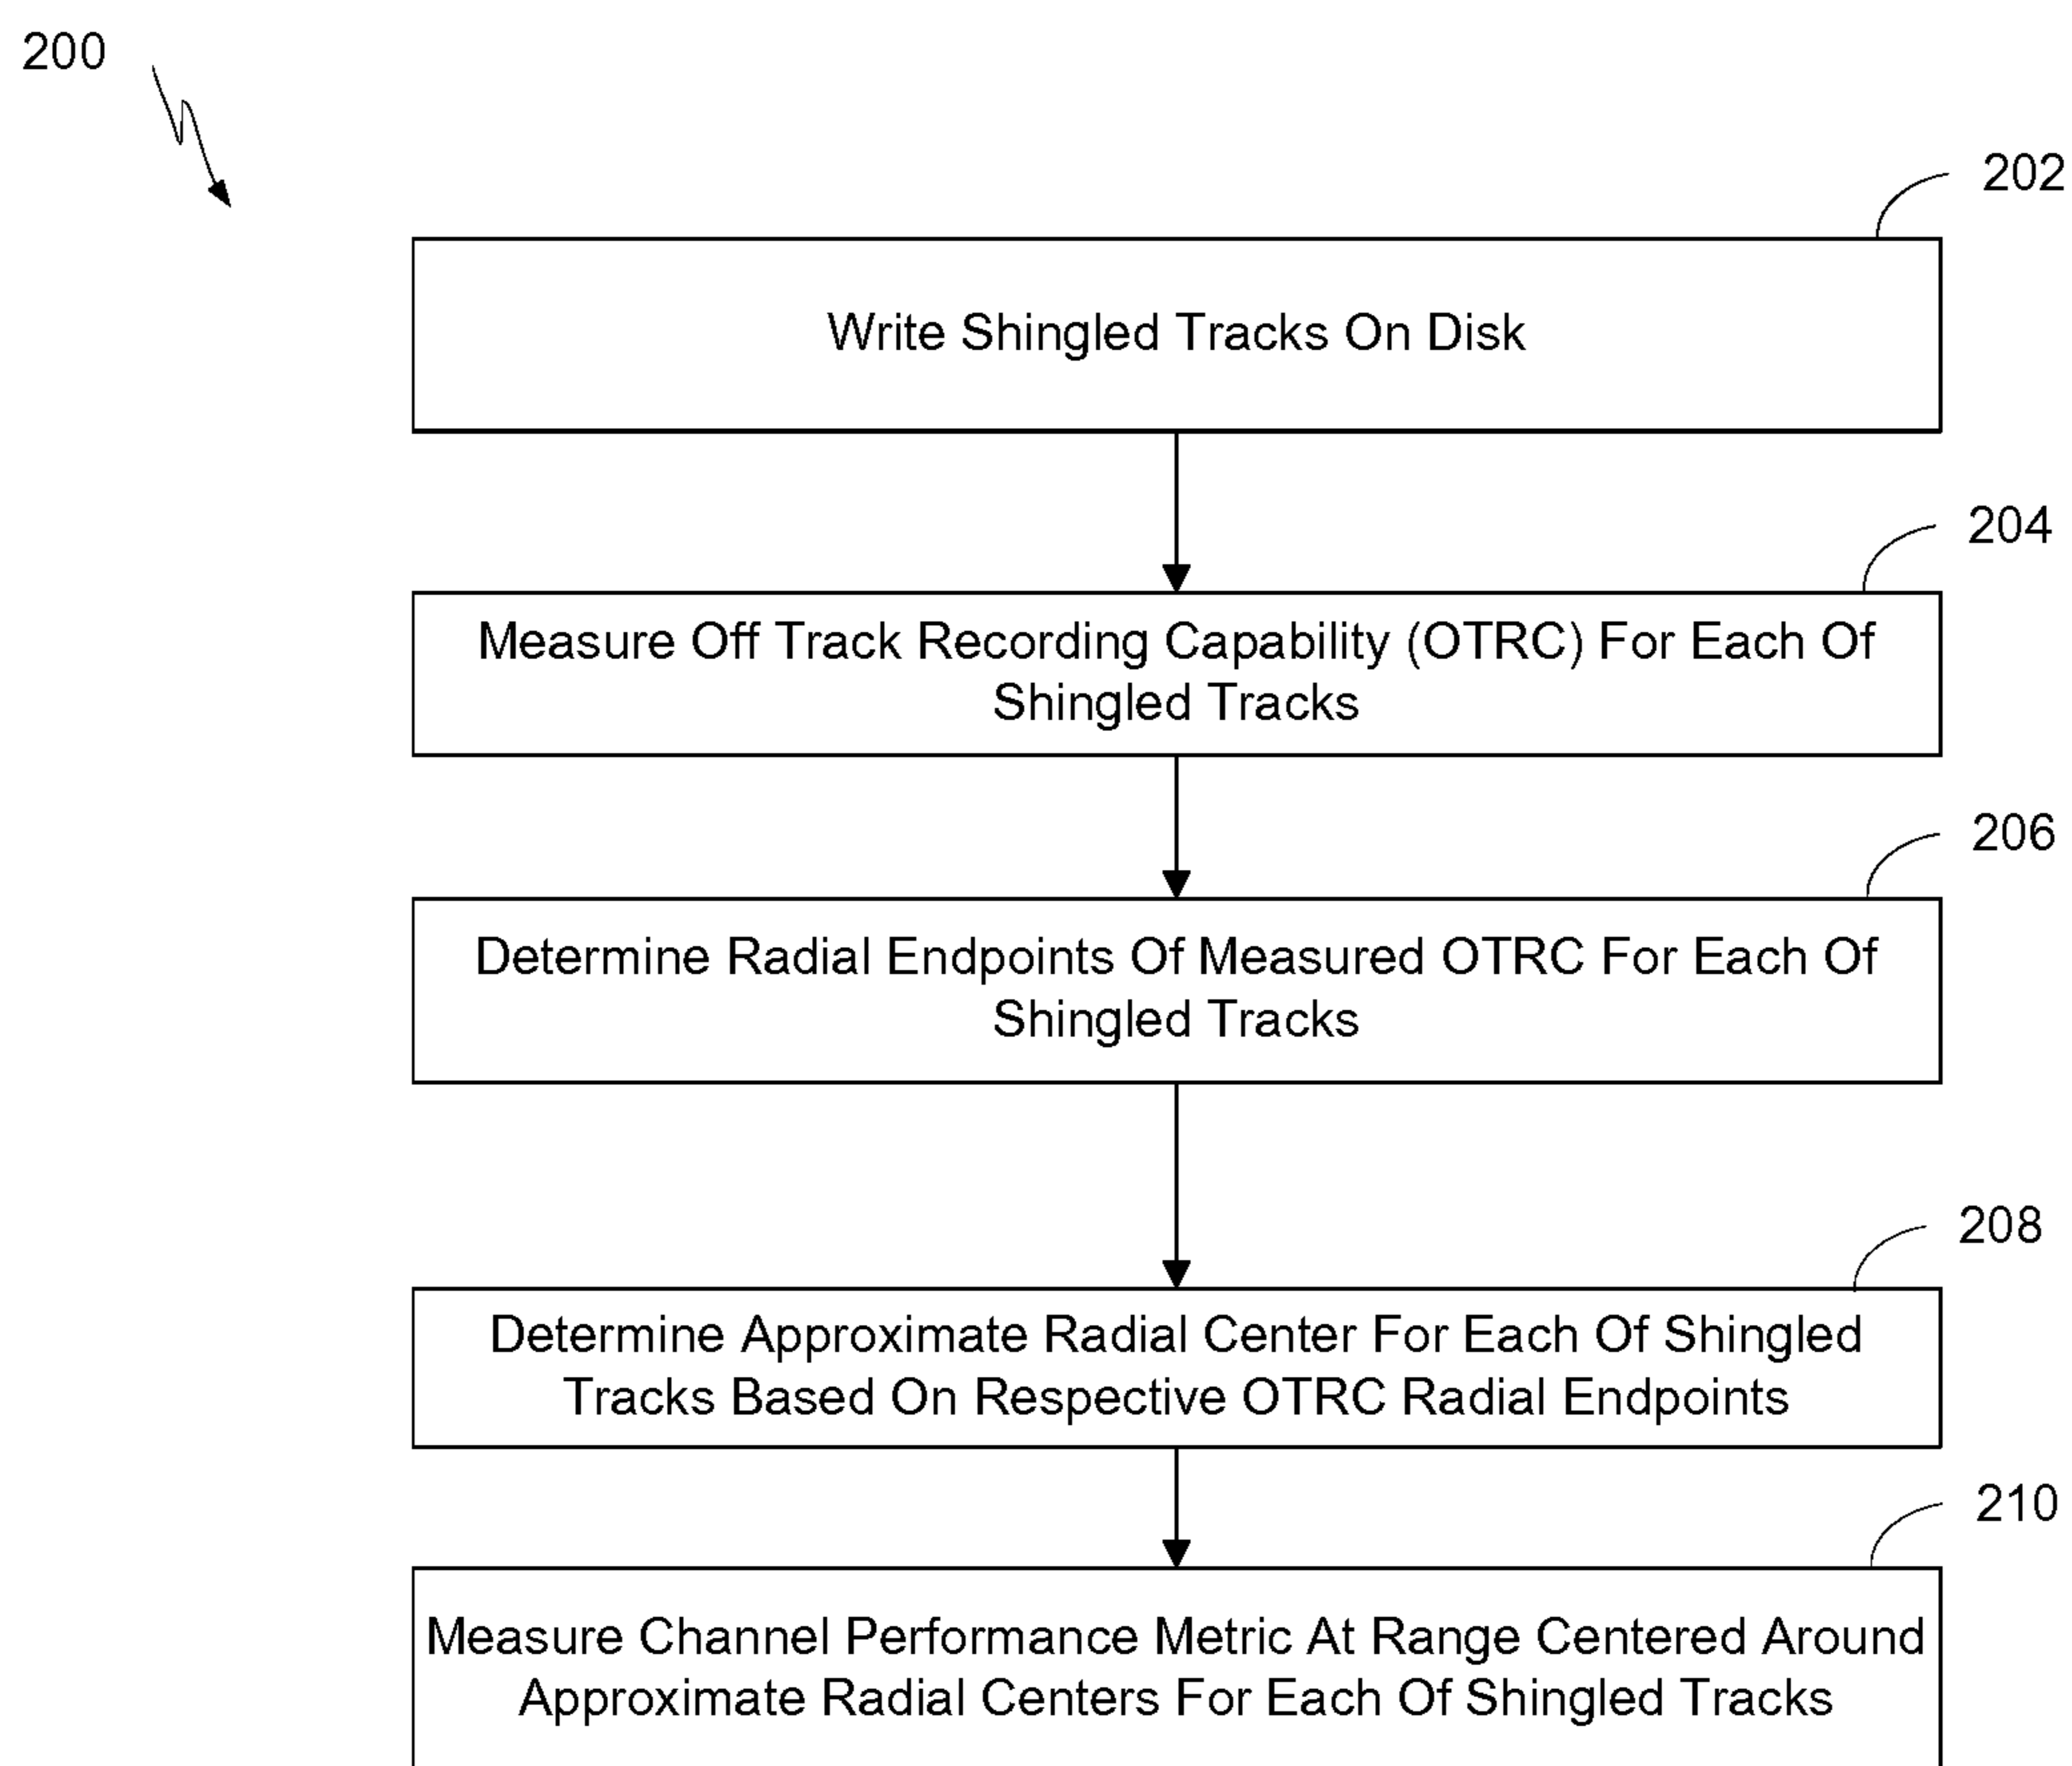 200
202
Write Shingled Tracks On Disk
204
Measure Off Track Recording Capability (OTRC) For Each Of
Shingled Tracks
206
Determine Radial Endpoints Of Measured OTRC For Each Of
Shingled Tracks
208
Determine Approximate Radial Center For Each Of Shingled
Tracks Based On Respective OTRC Radial Endpoints
210
Measure Channel Performance Metric At Range Centered Around
Approximate Radial Centers For Each Of Shingled Tracks